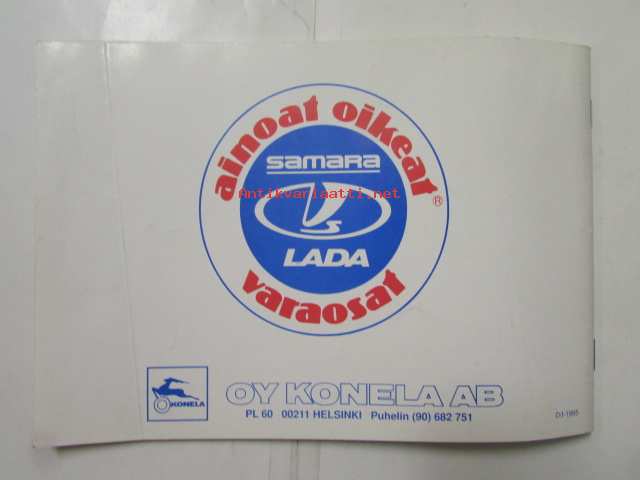 ainoat oikeat
samara
Antikvariaatti.net
®
LADA
varaosat
KONELA
OY KONELA AB
PL 60 00211 HELSINKI Puhelin (90) 682 751